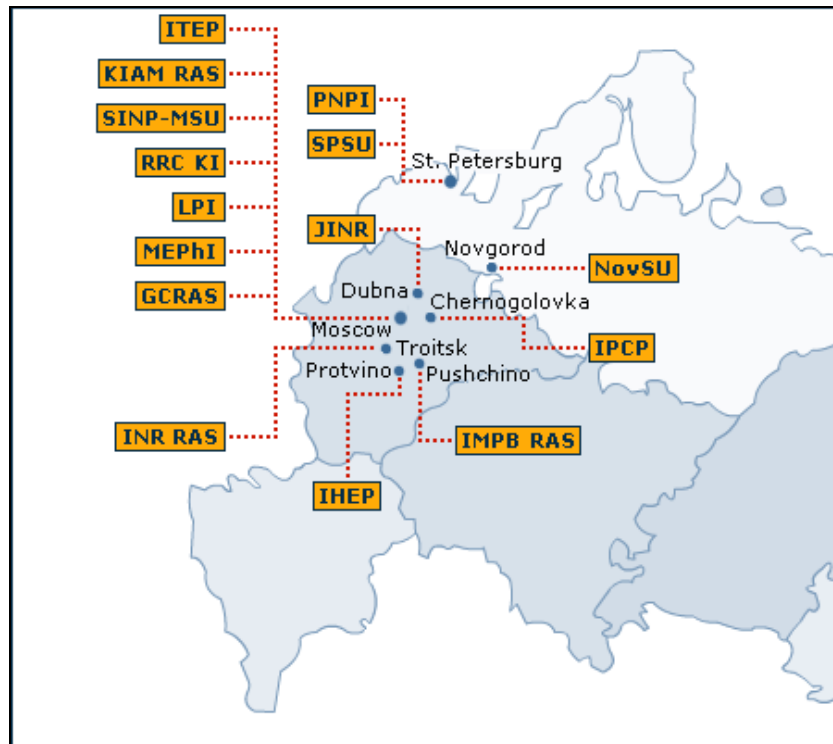 ITEP
KIAM RAS
SINP-MSU
RRC KI
LPI
MEPhI
GCRAS
INR RAS
PNPI
SPSU
St. Petersburg
JINR
Novgorod
NovSU
Dubna
Chernogolovka
Moscow
IPCP
Troitsk
Protvino
Pushchino
IMPB RAS
IHEP